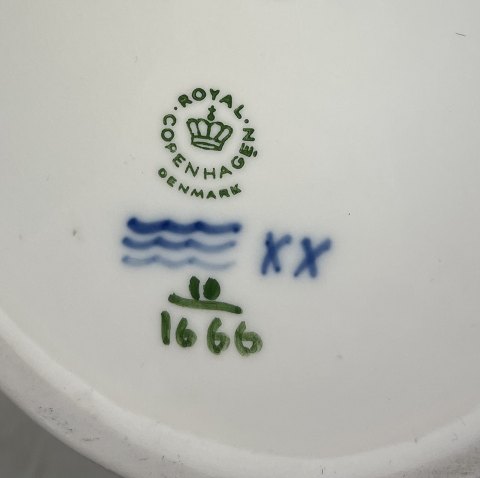 ROYAL
COPENHAGEN
DENMARK
XX
10
1666